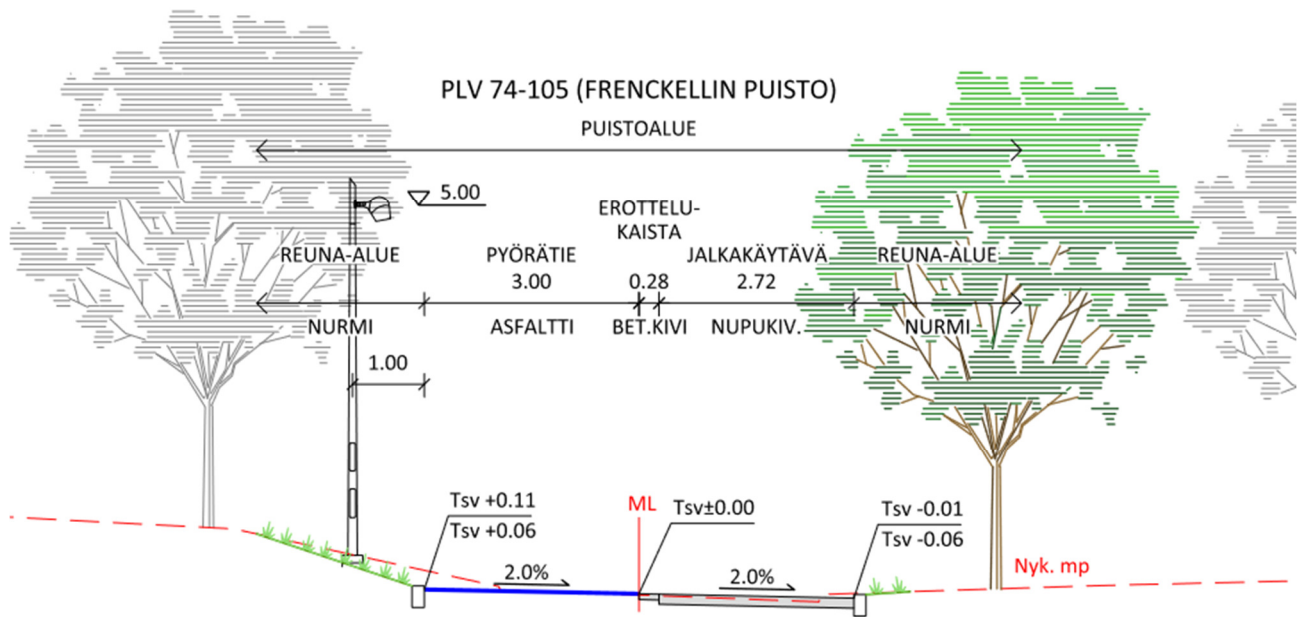 PLV 74-105 (FRENCKELLIN PUISTO)
PUISTOALUE
5.00
EROTTELU-
KAISTA
REUNA-ALUE PYÖRÄTIE JALKAKÄYTÄVÄ REUNA-ALUE
3.00 0.28 2.72
NURMI ASFALTTI BET.KIVI NUPUKIV. NURMI
1.00
Tsv +0.11 ML Tsv±0.00 Tsv -0.01
Tsv +0.06 Tsv -0.06
2.0% 2.0% Nyk. mp